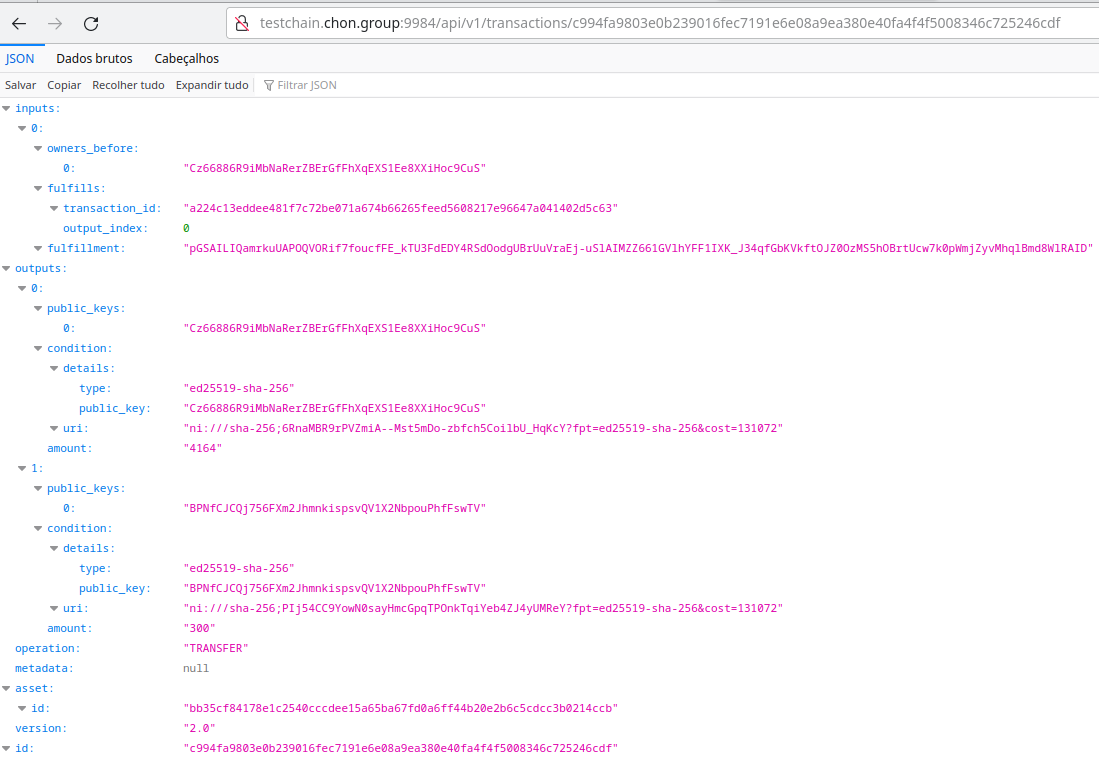 testchain.chon.group:9984/api/v1/transactions/c994fa9803e0b239016fec7191e6e08a9ea380e40fa4f4f5008346c725246cdf
JSON Dados brutos Cabeçalhos
Salvar Copiar Recolher tudo Expandir tudo Filtrar JSON
inputs:
0:
owners_before:
0: "Cz66886R9iMbNaRerZBErGfFhXqEXS1Ee8XXiHoc9CuS"
fulfills:
transaction_id: "a224c13eddee481f7c72be071a674b66265feed5608217e96647a041402d5c63"
output_index: 0
fulfillment: "pGSAILIQamrkuUAPOQVORif7foucfFE_kTU3FdEDY4RSdOodgUBrUuVraEj-uSlAIMZZ661GVlhYFF1IXK_J34qfGbKVkftOJZ0OzMS5hOBrtUcw7k0pWmjZyvMhqlBmd8WlRAID"
outputs:
0:
public_keys:
0: "Cz66886R9iMbNaRerZBErGfFhXqEXS1Ee8XXiHoc9CuS"
condition:
details:
type: "ed25519-sha-256"
public_key: "Cz66886R9iMbNaRerZBErGfFhXqEXS1Ee8XXiHoc9CuS"
uri: "ni:///sha-256;6RnaMBR9rPVZmiA--Mst5mDo-zbfch5CoilbU_HqKcY?fpt=ed25519-sha-256&cost=131072"
amount: "4164"
1:
public_keys:
0: "BPNfCJCQj756FXm2JhmnkispsvQV1X2NbpouPhfFswTV"
condition:
details:
type: "ed25519-sha-256"
public_key: "BPNfCJCQj756FXm2JhmnkispsvQV1X2NbpouPhfFswTV"
uri: "ni:///sha-256;PIj54CC9YowN0sayHmcGpqTPOnkTqiYeb4ZJ4yUMReY?fpt=ed25519-sha-256&cost=131072"
amount: "300"
operation: "TRANSFER"
metadata: null
asset:
id: "bb35cf84178e1c2540cccdee15a65ba67fd0a6ff44b20e2b6c5cdcc3b0214ccb"
version: "2.0"
id: "c994fa9803e0b239016fec7191e6e08a9ea380e40fa4f4f5008346c725246cdf"